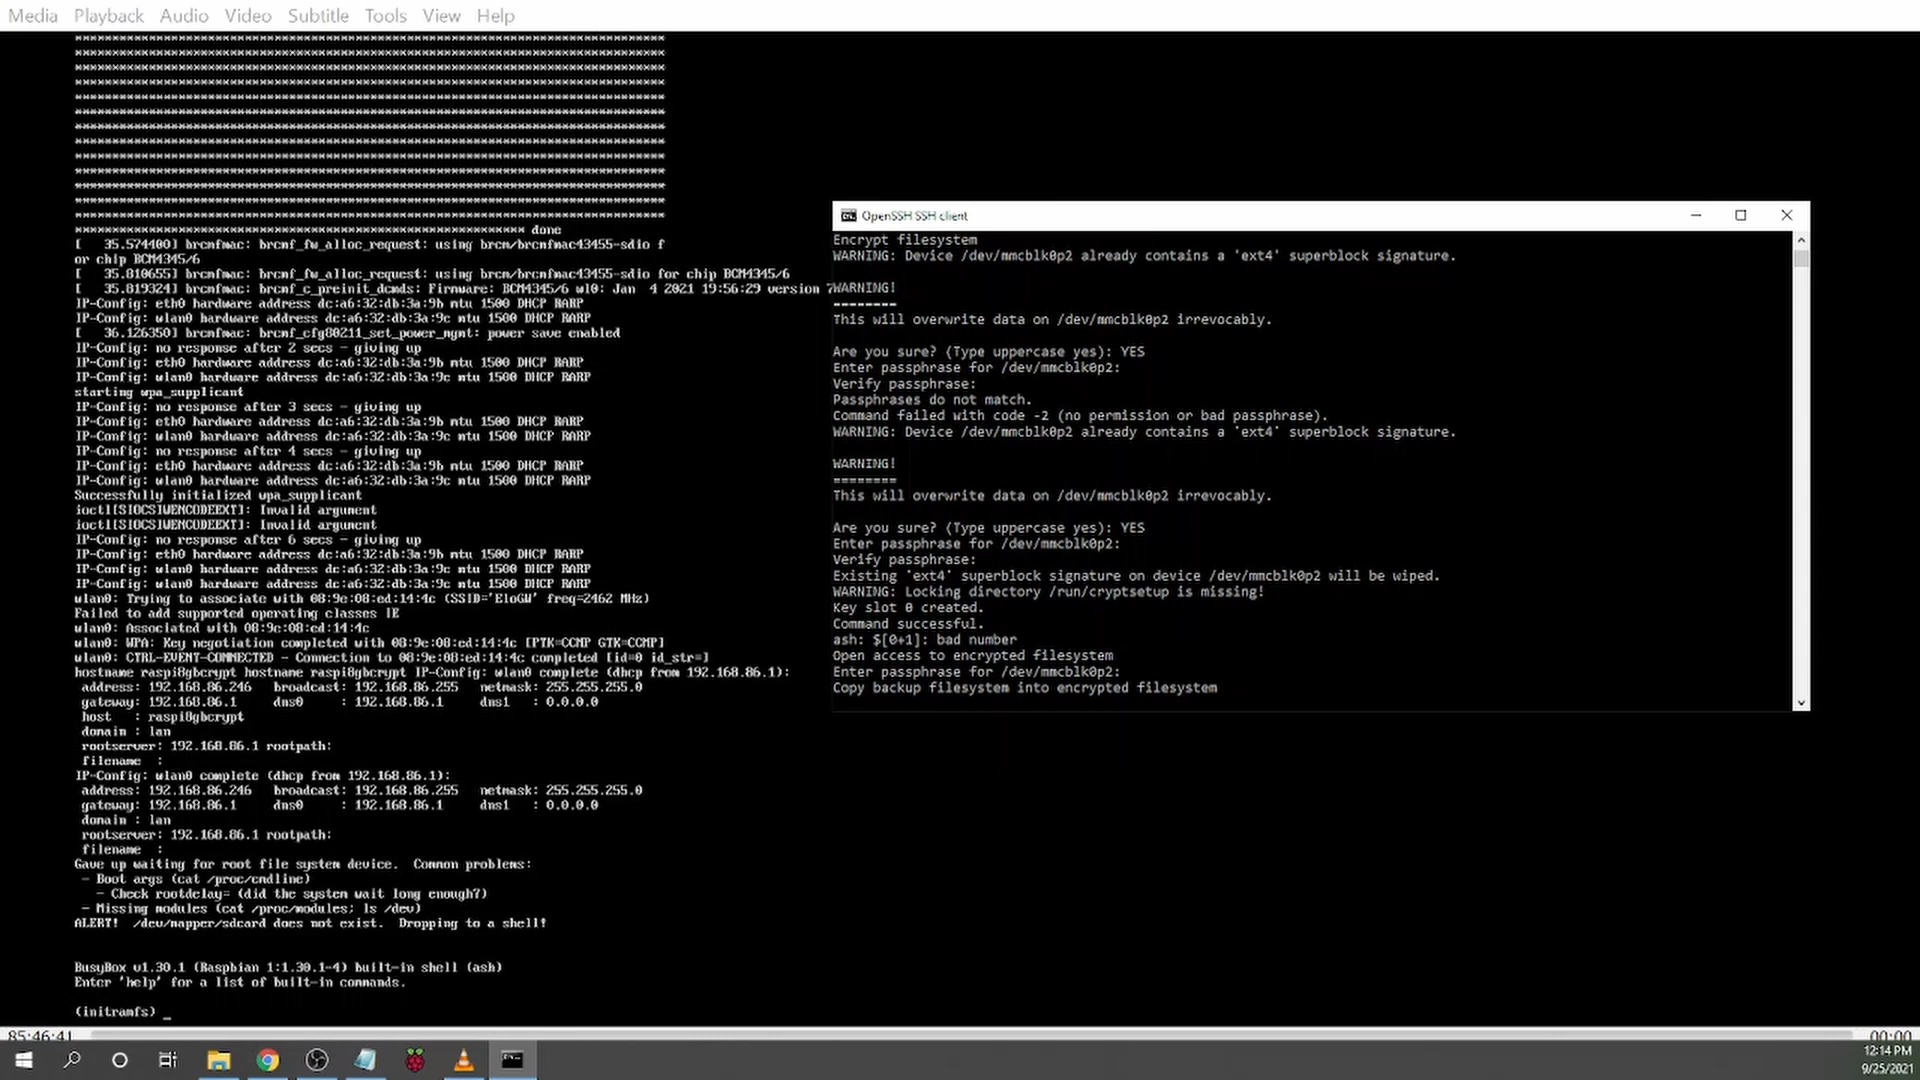 Media Playback Audio Video Subtitle Tools View Help
****************************************************************************** done
[   35.574400] brcmfmac: brcmf_fw_alloc_request: using brcm/brcmfmac43455-sdio f
or chip BCM4345/6
[   35.810655] brcmfmac: brcmf_fw_alloc_request: using brcm/brcmfmac43455-sdio for chip BCM4345/6
[   35.819324] brcmfmac: brcmf_c_preinit_dcmds: Firmware: BCM4345/6 wl0: Jan  4 2021 19:56:29 version 7
IP-Config: eth0 hardware address dc:a6:32:db:3a:9b mtu 1500 DHCP RARP
IP-Config: wlan0 hardware address dc:a6:32:db:3a:9c mtu 1500 DHCP RARP
[   36.126350] brcmfmac: brcmf_cfg80211_set_power_mgmt: power save enabled
IP-Config: no response after 2 secs - giving up
IP-Config: eth0 hardware address dc:a6:32:db:3a:9b mtu 1500 DHCP RARP
IP-Config: wlan0 hardware address dc:a6:32:db:3a:9c mtu 1500 DHCP RARP
starting wpa_supplicant
IP-Config: no response after 3 secs - giving up
IP-Config: eth0 hardware address dc:a6:32:db:3a:9b mtu 1500 DHCP RARP
IP-Config: wlan0 hardware address dc:a6:32:db:3a:9c mtu 1500 DHCP RARP
IP-Config: no response after 4 secs - giving up
IP-Config: eth0 hardware address dc:a6:32:db:3a:9b mtu 1500 DHCP RARP
IP-Config: wlan0 hardware address dc:a6:32:db:3a:9c mtu 1500 DHCP RARP
Successfully initialized wpa_supplicant
ioctl[SIOCSIWENCODEEXT]: Invalid argument
ioctl[SIOCSIWENCODEEXT]: Invalid argument
IP-Config: no response after 6 secs - giving up
IP-Config: eth0 hardware address dc:a6:32:db:3a:9b mtu 1500 DHCP RARP
IP-Config: wlan0 hardware address dc:a6:32:db:3a:9c mtu 1500 DHCP RARP
IP-Config: wlan0 hardware address dc:a6:32:db:3a:9c mtu 1500 DHCP RARP
wlan0: Trying to associate with 08:9e:08:ed:14:4c (SSID='EloGW' freq=2462 MHz)
Failed to add supported operating classes IE
wlan0: Associated with 08:9e:08:ed:14:4c
wlan0: WPA: Key negotiation completed with 08:9e:08:ed:14:4c [PTK=CCMP GTK=CCMP]
wlan0: CTRL-EVENT-CONNECTED - Connection to 08:9e:08:ed:14:4c completed [id=0 id_str=]
hostname raspi8gbcrypt hostname raspi8gbcrypt IP-Config: wlan0 complete (dhcp from 192.168.86.1):
address: 192.168.86.246   broadcast: 192.168.86.255   netmask: 255.255.255.0
gateway: 192.168.86.1     dns0     : 192.168.86.1     dns1   : 0.0.0.0
host   : raspi8gbcrypt
domain : lan
rootserver: 192.168.86.1 rootpath:
filename  :
IP-Config: wlan0 complete (dhcp from 192.168.86.1):
address: 192.168.86.246   broadcast: 192.168.86.255   netmask: 255.255.255.0
gateway: 192.168.86.1     dns0     : 192.168.86.1     dns1   : 0.0.0.0
domain : lan
rootserver: 192.168.86.1 rootpath:
filename  :
Gave up waiting for root file system device.  Common problems:
- Boot args (cat /proc/cmdline)
- Check rootdelay= (did the system wait long enough?)
- Missing modules (cat /proc/modules; ls /dev)
ALERT!  /dev/mapper/sdcard does not exist.  Dropping to a shell!
BusyBox v1.30.1 (Raspbian 1:1.30.1-4) built-in shell (ash)
Enter 'help' for a list of built-in commands.
(initramfs) _
OpenSSH SSH client
Encrypt filesystem
WARNING: Device /dev/mmcblk0p2 already contains a 'ext4' superblock signature.
WARNING!
========
This will overwrite data on /dev/mmcblk0p2 irrevocably.
Are you sure? (Type uppercase yes): YES
Enter passphrase for /dev/mmcblk0p2:
Verify passphrase:
Passphrases do not match.
Command failed with code -2 (no permission or bad passphrase).
WARNING: Device /dev/mmcblk0p2 already contains a 'ext4' superblock signature.
WARNING!
========
This will overwrite data on /dev/mmcblk0p2 irrevocably.
Are you sure? (Type uppercase yes): YES
Enter passphrase for /dev/mmcblk0p2:
Verify passphrase:
Existing 'ext4' superblock signature on device /dev/mmcblk0p2 will be wiped.
WARNING: Locking directory /run/cryptsetup is missing!
Key slot 0 created.
Command successful.
ash: $[0+1]: bad number
Open access to encrypted filesystem
Enter passphrase for /dev/mmcblk0p2:
Copy backup filesystem into encrypted filesystem
85:46:41
00:00
12:14 PM
9/25/2021